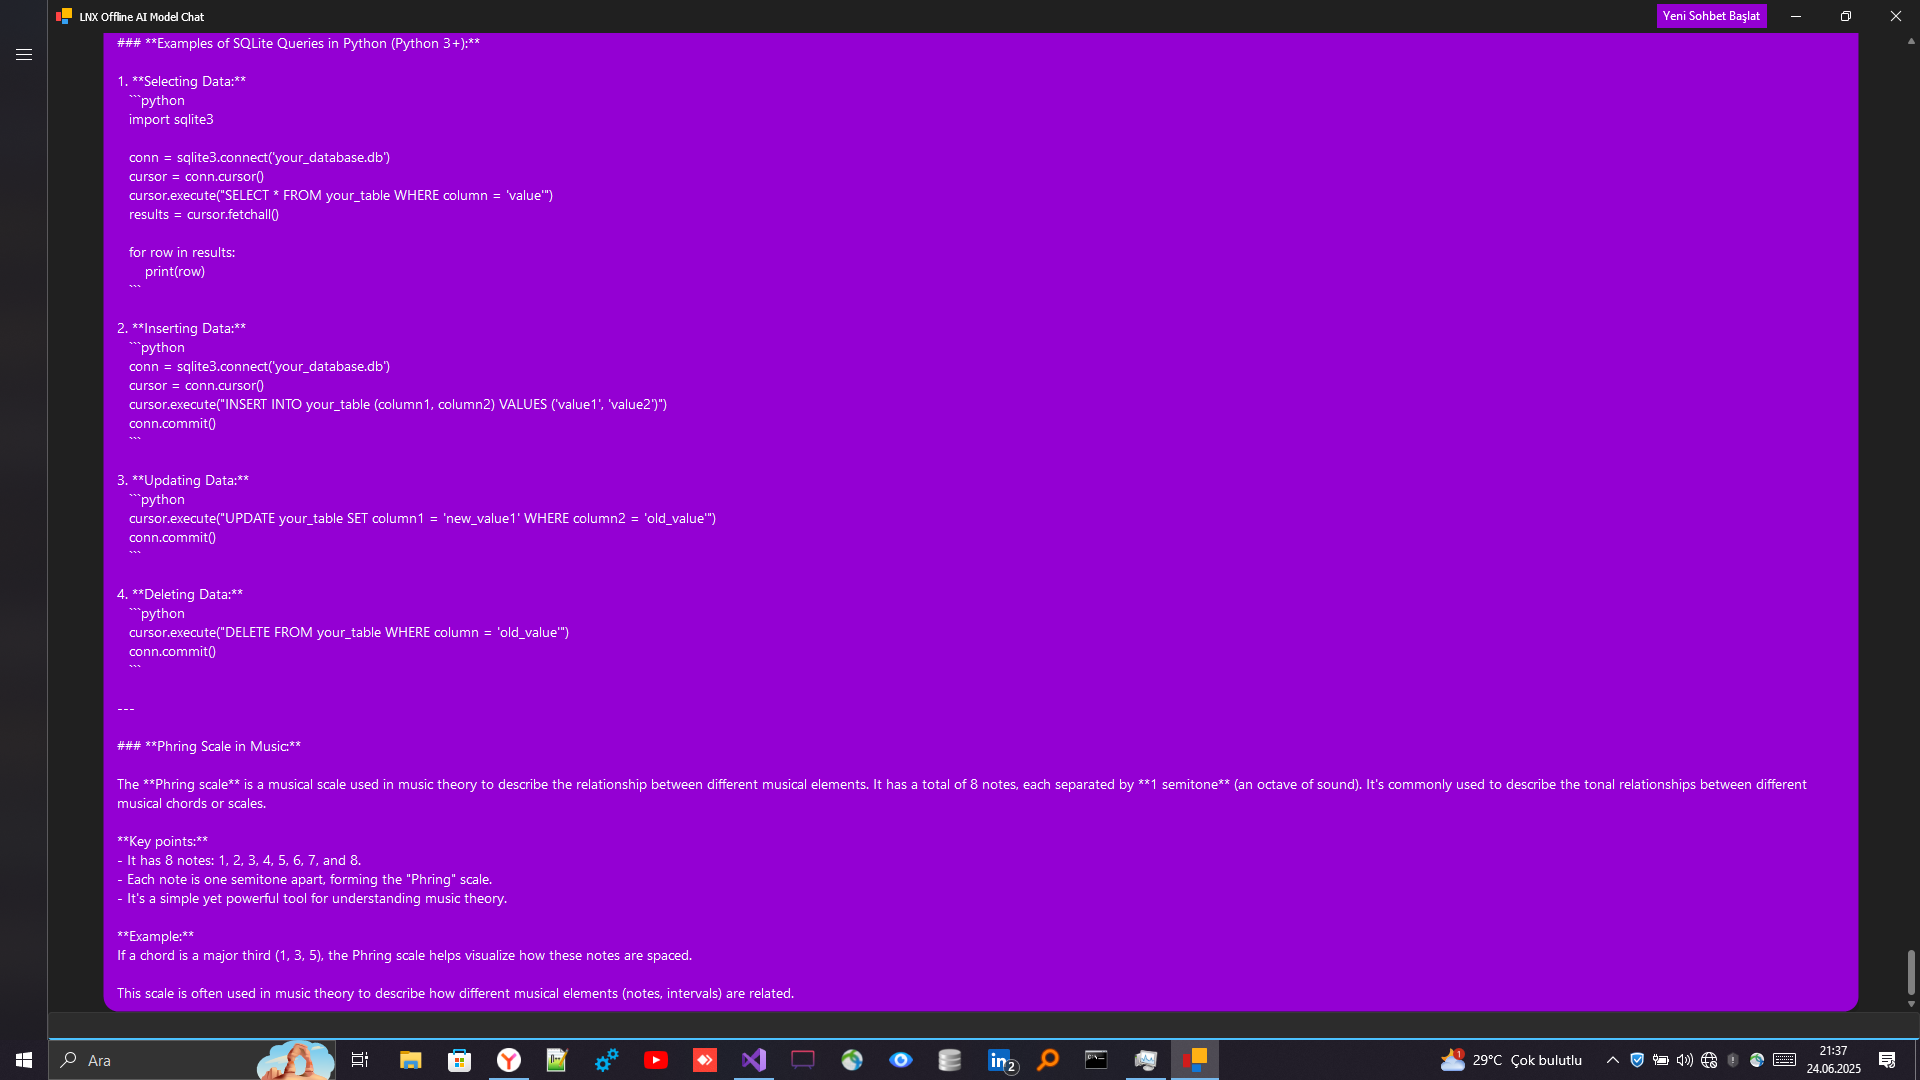 LNX Offline AI Model Chat
Yeni Sohbet Başlat
### **Examples of SQLite Queries in Python (Python 3+):**
1. **Selecting Data:**
```python
import sqlite3
conn = sqlite3.connect('your_database.db')
cursor = conn.cursor()
cursor.execute("SELECT * FROM your_table WHERE column = 'value'")
results = cursor.fetchall()
for row in results:
print(row)
```
2. **Inserting Data:**
```python
conn = sqlite3.connect('your_database.db')
cursor = conn.cursor()
cursor.execute("INSERT INTO your_table (column1, column2) VALUES ('value1', 'value2')")
conn.commit()
```
3. **Updating Data:**
```python
cursor.execute("UPDATE your_table SET column1 = 'new_value1' WHERE column2 = 'old_value'")
conn.commit()
```
4. **Deleting Data:**
```python
cursor.execute("DELETE FROM your_table WHERE column = 'old_value'")
conn.commit()
```
---
### **Phring Scale in Music:**
The **Phring scale** is a musical scale used in music theory to describe the relationship between different musical elements. It has a total of 8 notes, each separated by **1 semitone** (an octave of sound). It's commonly used to describe the tonal relationships between different
musical chords or scales.
**Key points:**
- It has 8 notes: 1, 2, 3, 4, 5, 6, 7, and 8.
- Each note is one semitone apart, forming the "Phring" scale.
- It's a simple yet powerful tool for understanding music theory.
**Example:**
If a chord is a major third (1, 3, 5), the Phring scale helps visualize how these notes are spaced.
This scale is often used in music theory to describe how different musical elements (notes, intervals) are related.
Ara
2
1
29°C Çok bulutlu
21:37
24.06.2025